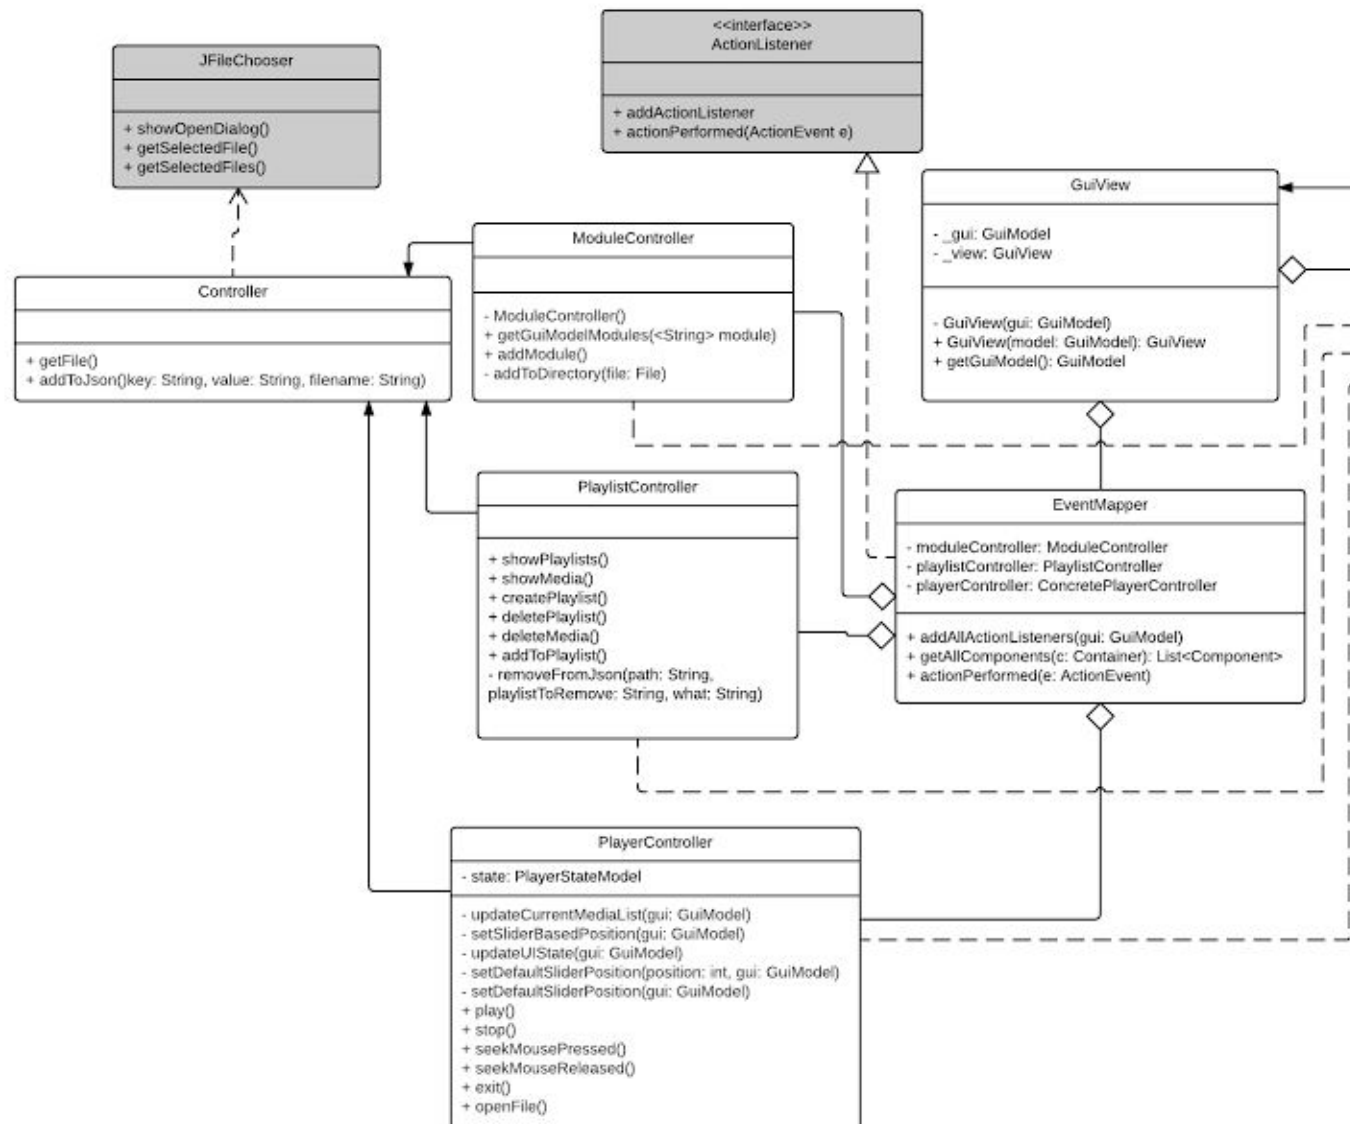 <<interface>>
ActionListener
+ addActionListener
+ actionPerformed(ActionEvent e)
JFileChooser
+ showOpenDialog()
+ getSelectedFile()
+ getSelectedFiles()
GuiView
- _gui: GuiModel
- _view: GuiView
- GuiView(gui: GuiModel)
+ GuiView(model: GuiModel): GuiView
+ getGuiModel(): GuiModel
ModuleController
- ModuleController()
+ getGuiModelModules(<String> module)
+ addModule()
- addToDirectory(file: File)
Controller
+ getFile()
+ addToJson()key: String, value: String, filename: String)
PlaylistController
+ showPlaylists()
+ showMedia()
+ createPlaylist()
+ deletePlaylist()
+ deleteMedia()
+ addToPlaylist()
- removeFromJson(path: String,
playlistToRemove: String, what: String)
EventMapper
- moduleController: ModuleController
- playlistController: PlaylistController
- playerController: ConcretePlayerController
+ addAllActionListeners(gui: GuiModel)
+ getAllComponents(c: Container): List<Component>
+ actionPerformed(e: ActionEvent)
PlayerController
- state: PlayerStateModel
- updateCurrentMediaList(gui: GuiModel)
- setSliderBasedPosition(gui: GuiModel)
- updateUIState(gui: GuiModel)
- setDefaultSliderPosition(position: int, gui: GuiModel)
- setDefaultSliderPosition(gui: GuiModel)
+ play()
+ stop()
+ seekMousePressed()
+ seekMouseReleased()
+ exit()
+ openFile()